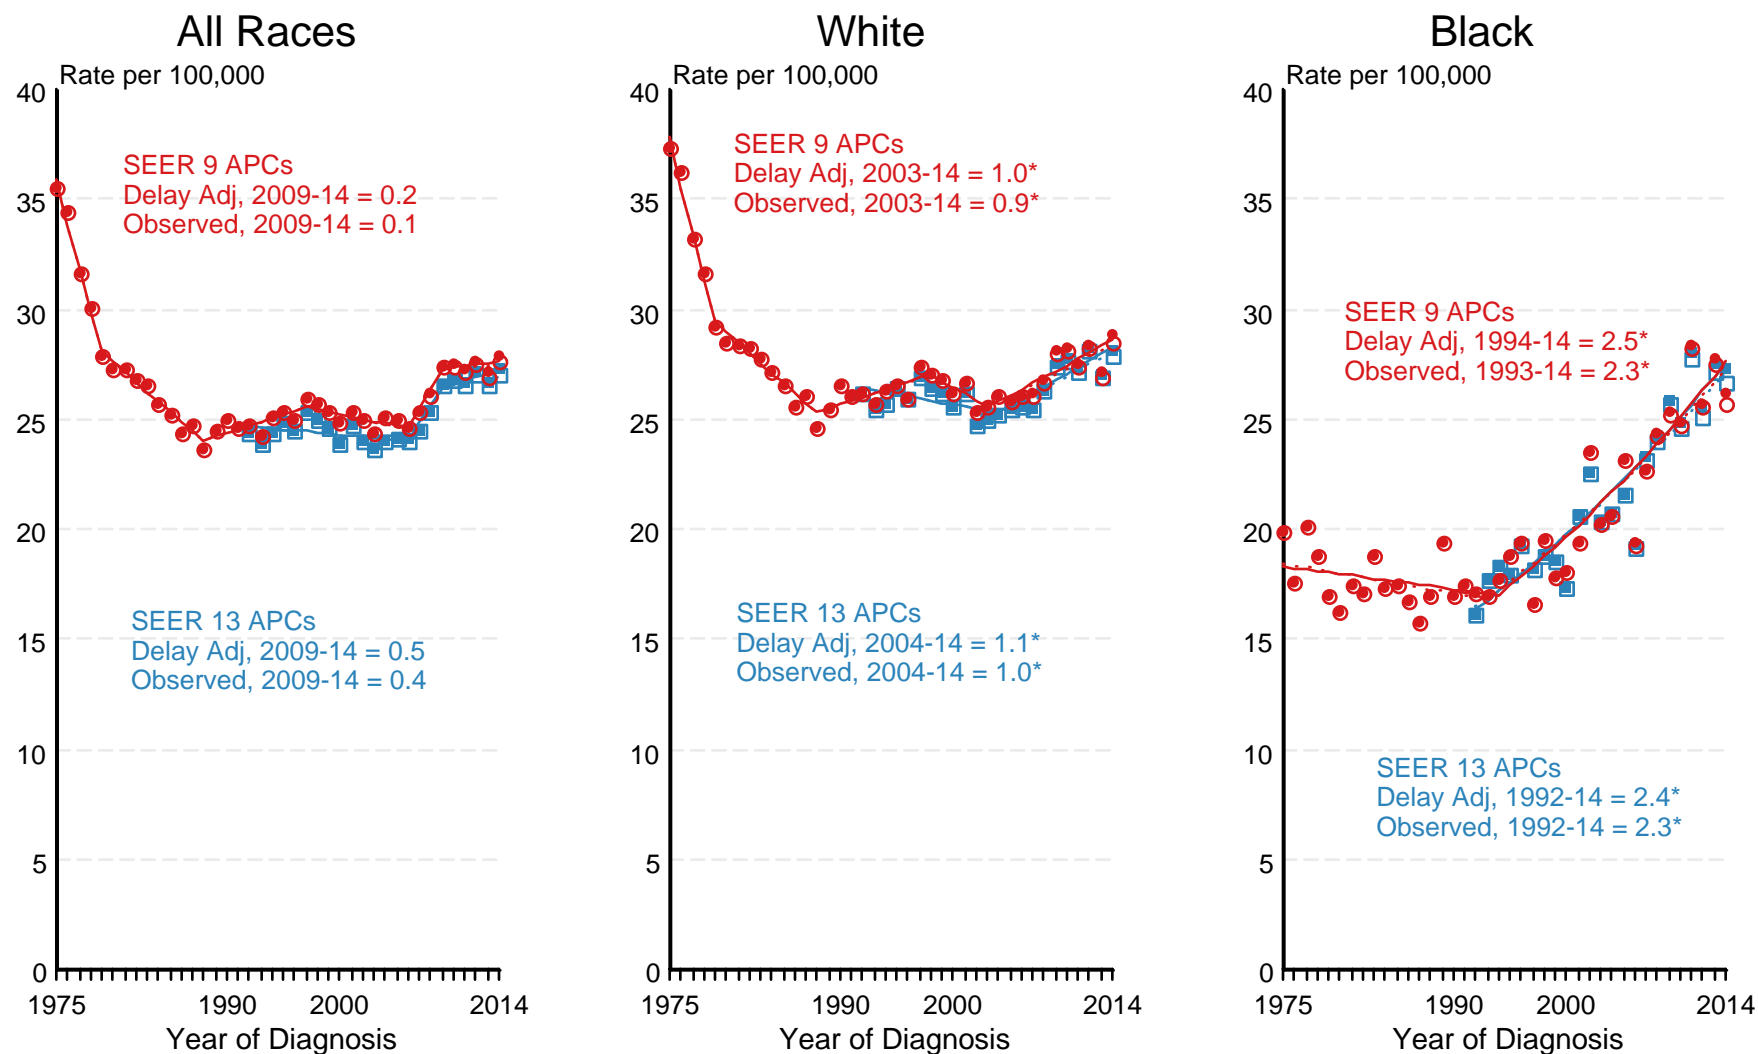 All Races
Rate per 100,000
40
35
30
25
20
15
10
5
0
SEER 9 APCs
Delay Adj, 2009-14 = 0.2
Observed, 2009-14 = 0.1
SEER 13 APCs
Delay Adj, 2009-14 = 0.5
Observed, 2009-14 = 0.4
1975 1990 2000 2014
Year of Diagnosis
White
Rate per 100,000
40
35
30
25
20
15
10
5
0
SEER 9 APCs
Delay Adj, 2003-14 = 1.0*
Observed, 2003-14 = 0.9*
SEER 13 APCs
Delay Adj, 2004-14 = 1.1*
Observed, 2004-14 = 1.0*
1975 1990 2000 2014
Year of Diagnosis
Black
Rate per 100,000
40
35
30
25
20
15
10
5
0
SEER 9 APCs
Delay Adj, 1994-14 = 2.5*
Observed, 1993-14 = 2.3*
SEER 13 APCs
Delay Adj, 1992-14 = 2.4*
Observed, 1992-14 = 2.3*
1975 1990 2000 2014
Year of Diagnosis